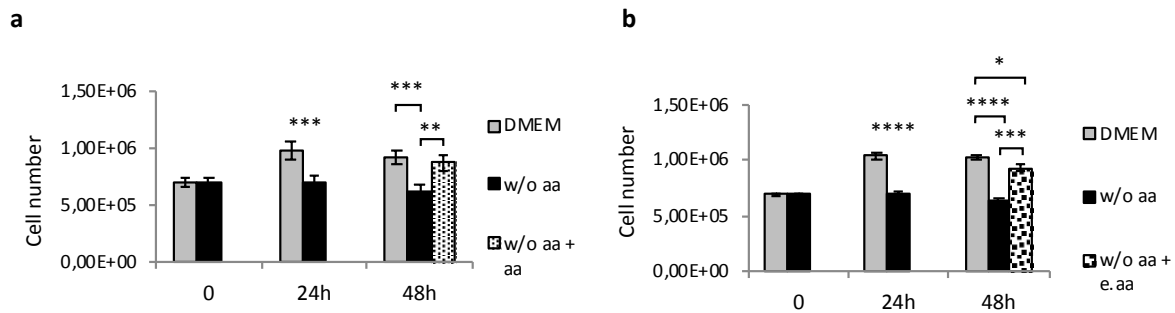 a
***
***
**
1,50E+06
1,00E+06
5,00E+05
0,00E+00
Cell number
0
24h
48h
DMEM
w/o aa
w/o aa +
aa
b
*
****
****
***
1,50E+06
1,00E+06
5,00E+05
0,00E+00
Cell number
0
24h
48h
DMEM
w/o aa
w/o aa +
e.aa